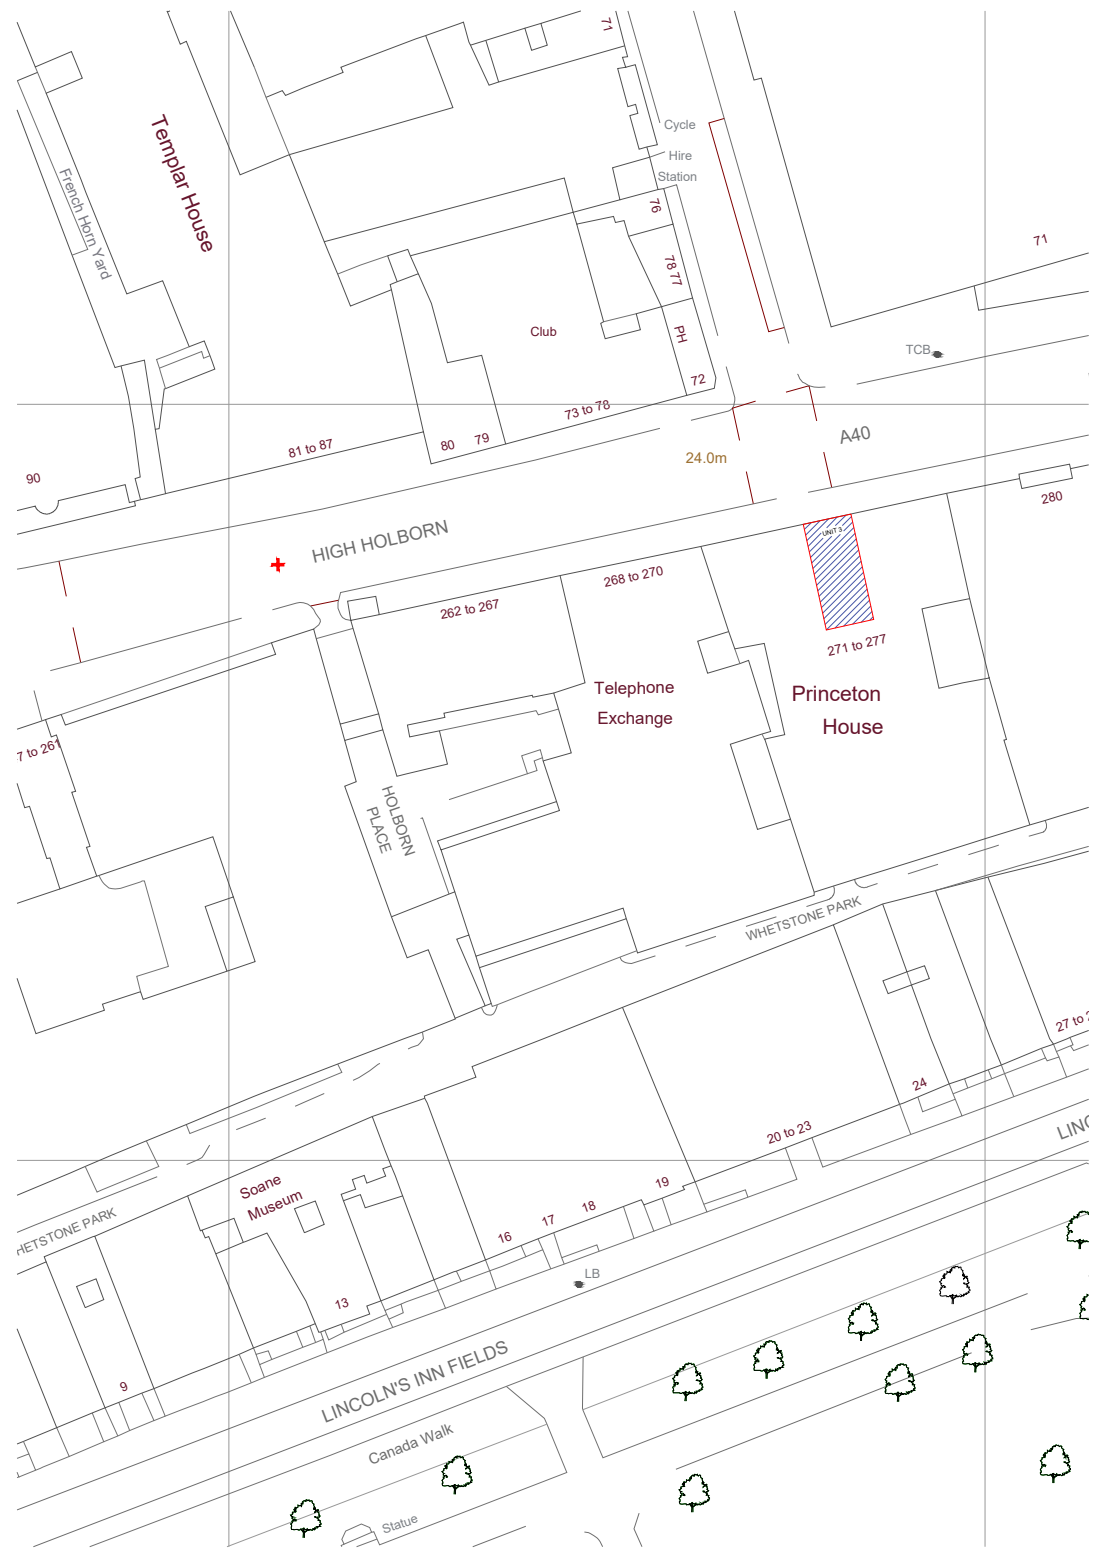 71
Cycle
Hire
Station
Templar House
French Horn Yard
76
78 77
71
Club
PH
TCB
72
73 to 78
A40
81 to 87
80
79
24.0m
90
280
HIGH HOLBORN
UNIT 3
268 to 270
262 to 267
271 to 277
Telephone
Exchange
Princeton
House
7 to 261
HOLBORN
PLACE
WHETSTONE PARK
27 to
24
20 to 23
LINC
Soane
Museum
19
18
17
16
HETSTONE PARK
LB
13
9
LINCOLN'S INN FIELDS
Canada Walk
Statue